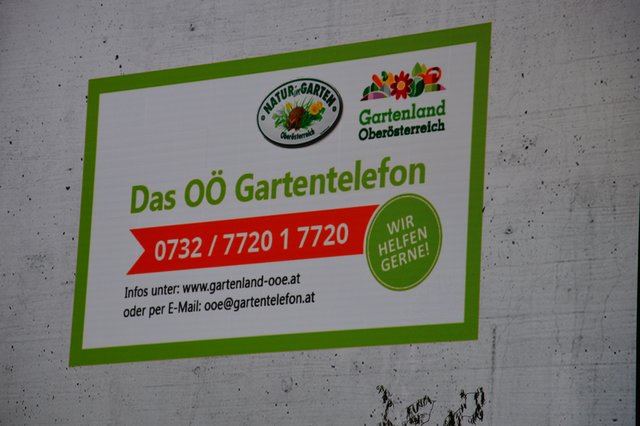 NATUR im GARTEN
Oberösterreich
Gartenland
Oberösterreich
Das OÖ Gartentelefon
0732 / 7720 1 7720
WIR
HELFEN
GERNE!
Infos unter: www.gartenland-ooe.at
oder per E-Mail: ooe@gartentelefon.at